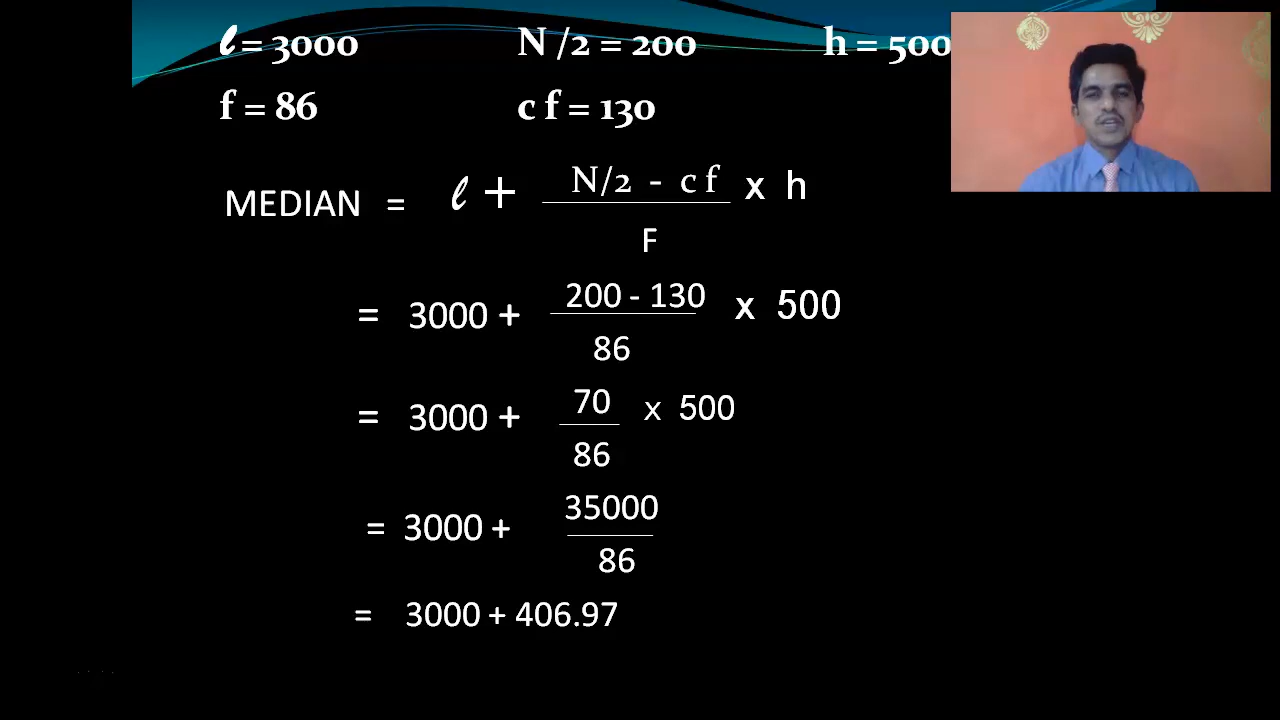 ℓ = 3000 N /2 = 200 h = 500
f = 86 c f = 130
MEDIAN = ℓ + N/2 - c f x h
F
= 3000 + 200 - 130 x 500
86
= 3000 + 70 x 500
86
= 3000 + 35000
86
= 3000 + 406.97